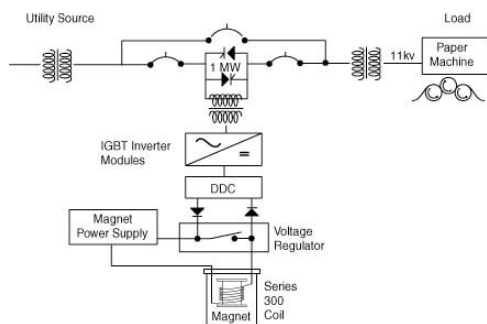 Utility Source
Load
1 MW
11kv
Paper
Machine
IGBT Inverter
Modules
DDC
Magnet
Power Supply
Voltage
Regulator
Series
300
Coil
Magnet